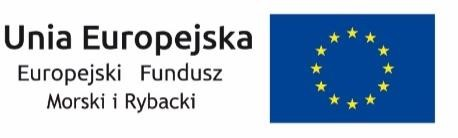 Unia Europejska
Europejski Fundusz
Morski i Rybacki